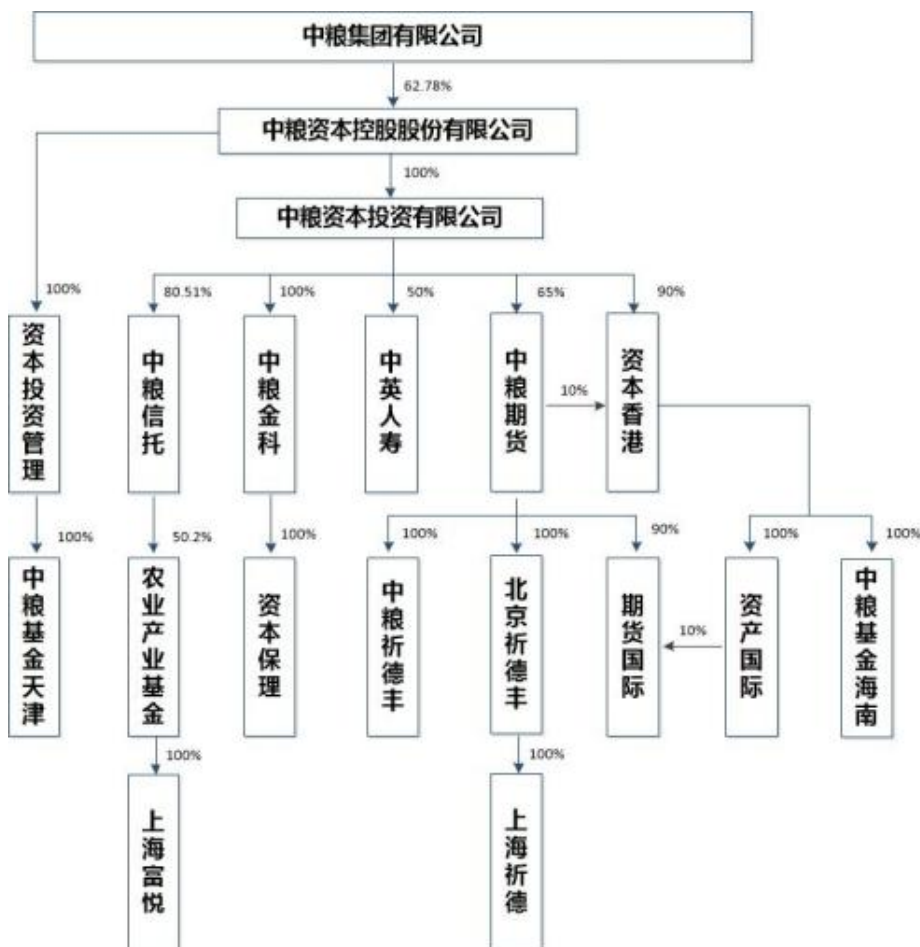 中粮集团有限公司
62.78%
中粮资本控股股份有限公司
100%
中粮资本投资有限公司
100%
80.51%
100%
50%
65%
90%
资本投资管理
中粮信托
中粮金科
中英人寿
中粮期货
10%
资本香港
100%
50.2%
100%
100%
100%
90%
100%
100%
中粮基金天津
农业产业基金
资本保理
中粮祈德丰
北京祈德丰
期货国际
10%
资产国际
中粮基金海南
100%
100%
上海富悦
上海祈德